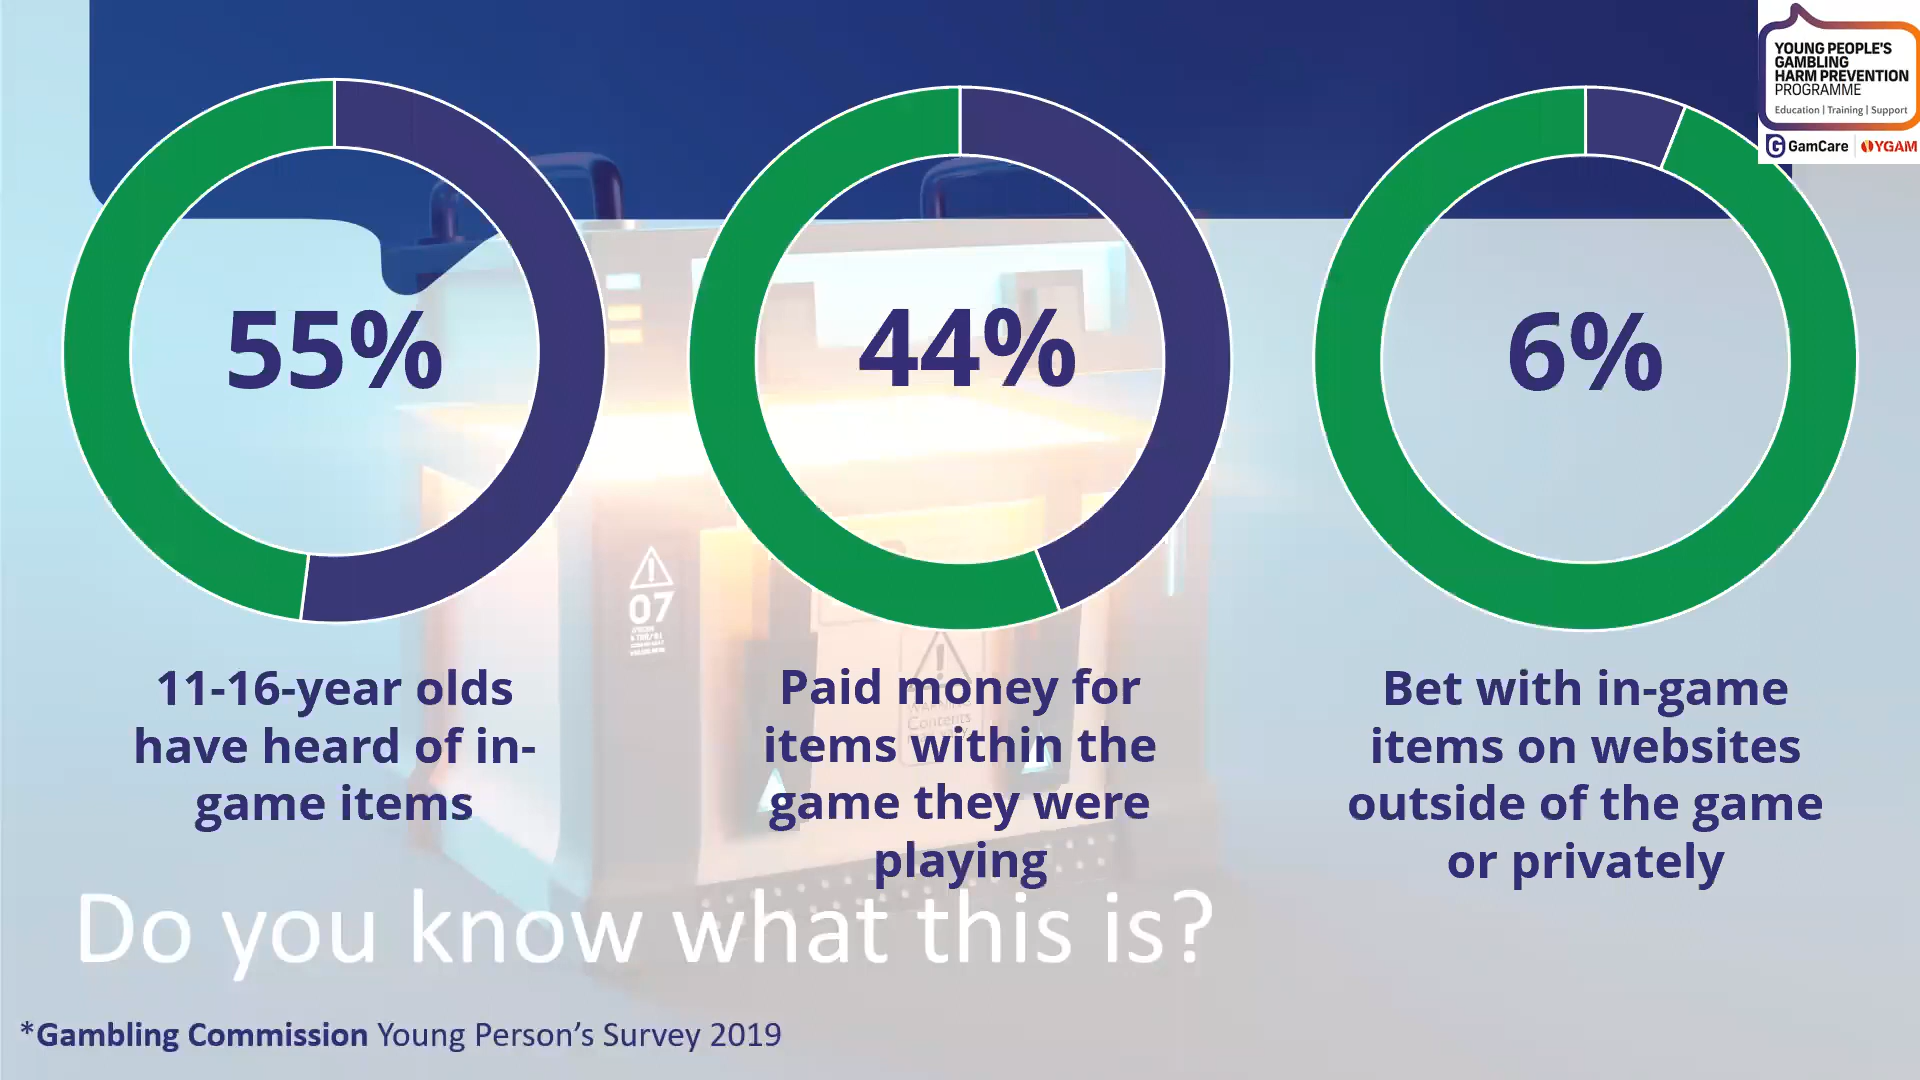 YOUNG PEOPLE'S
GAMBLING
HARM PREVENTION
PROGRAMME
Education | Training | Support
GamCare
YGAM
55%
44%
6%
11-16-year olds
have heard of in-
game items
Paid money for
items within the
game they were
playing
Bet with in-game
items on websites
outside of the game
or privately
07
WARNING
Contents
Do you know what this is?
*Gambling Commission Young Person's Survey 2019